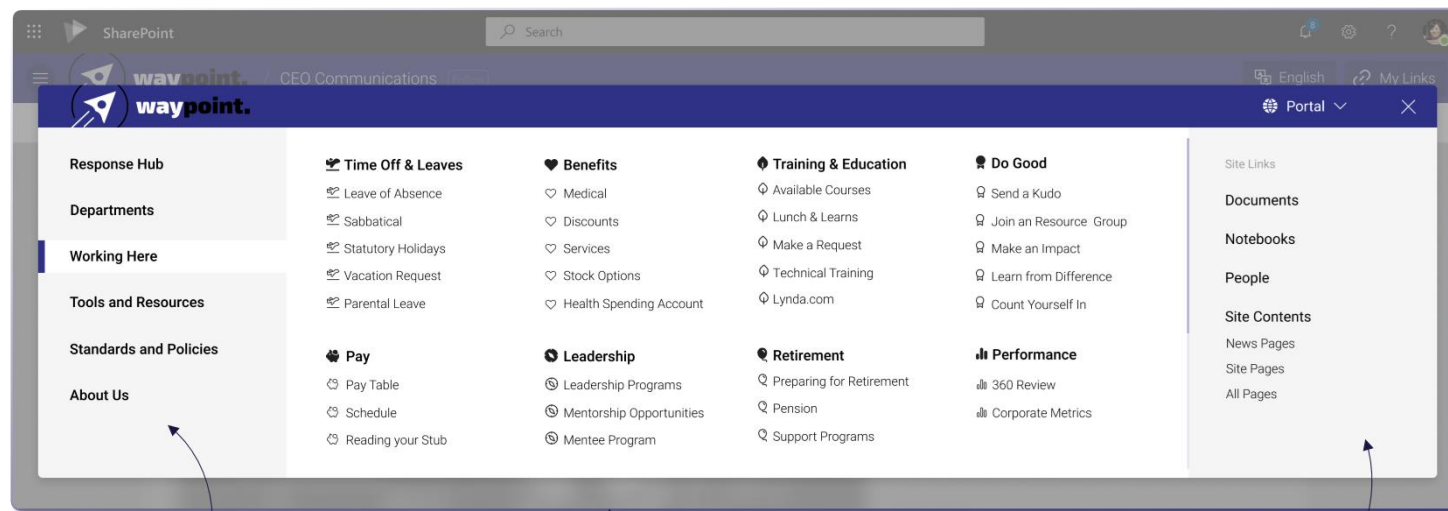 SharePoint
Search
8
waypoint. / CEO Communications
English
My Links
waypoint.
Portal
Response Hub
Departments
Working Here
Tools and Resources
Standards and Policies
About Us
Time Off & Leaves
Leave of Absence
Sabbatical
Statutory Holidays
Vacation Request
Parental Leave
Benefits
Medical
Discounts
Services
Stock Options
Health Spending Account
Training & Education
Available Courses
Lunch & Learns
Make a Request
Technical Training
Lynda.com
Do Good
Send a Kudo
Join an Resource Group
Make an Impact
Learn from Difference
Count Yourself In
Pay
Pay Table
Schedule
Reading your Stub
Leadership
Leadership Programs
Mentorship Opportunities
Mentee Program
Retirement
Preparing for Retirement
Pension
Support Programs
Performance
360 Review
Corporate Metrics
Site Links
Documents
Notebooks
People
Site Contents
News Pages
Site Pages
All Pages